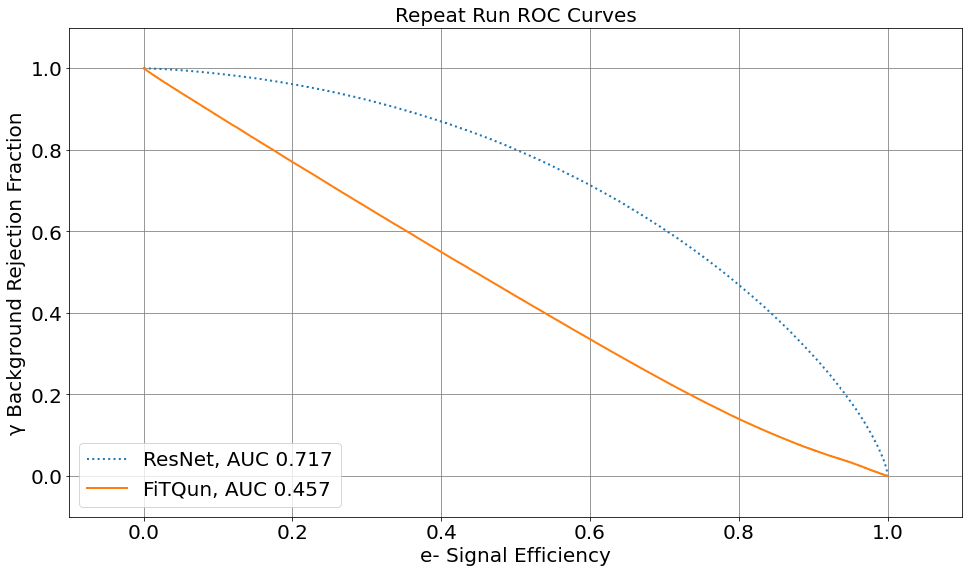 Repeat Run ROC Curves
γ Background Rejection Fraction
1.0
0.8
0.6
0.4
0.2
0.0
ResNet, AUC 0.717
FiTQun, AUC 0.457
0.0 0.2 0.4 0.6 0.8 1.0
e- Signal Efficiency